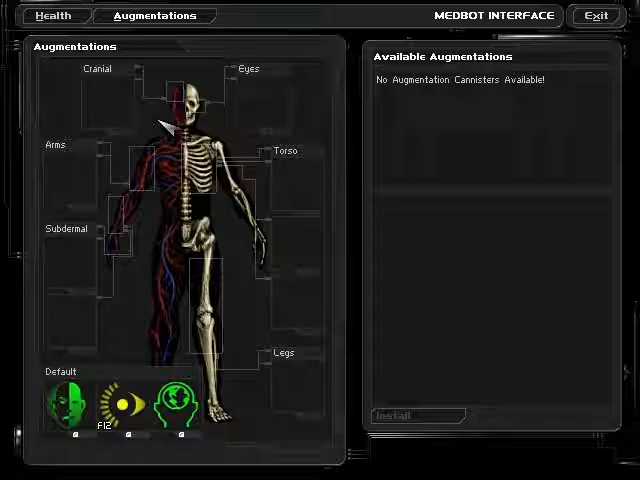 Health
Augmentations
MEDBOT INTERFACE
Exit
Augmentations
Cranial
Eyes
Arms
Torso
Subdermal
Legs
Default
F12
Available Augmentations
No Augmentation Cannisters Available!
Install